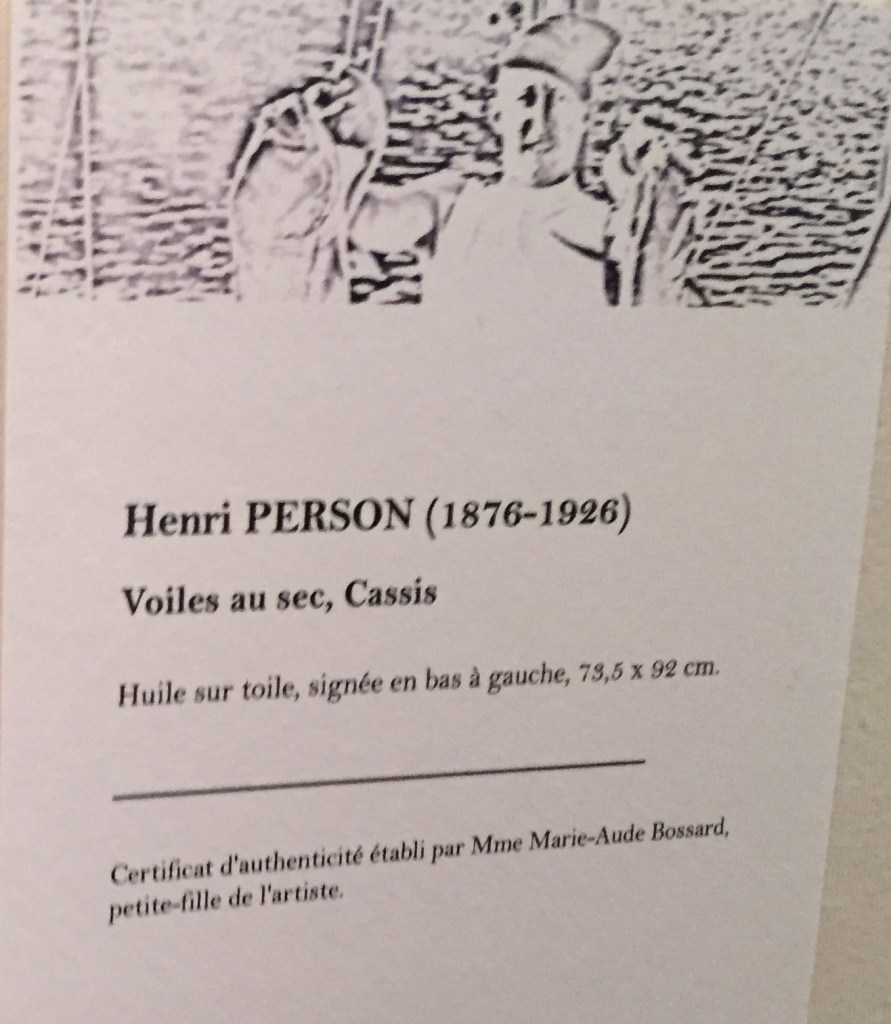 Henri PERSON (1876-1926)
Voiles au sec, Cassis
Huile sur toile, signée en bas à gauche, 73,5 x 92 cm.
Certificat d'authenticité établi par Mme Marie-Aude Bossard,
petite-fille de l'artiste.